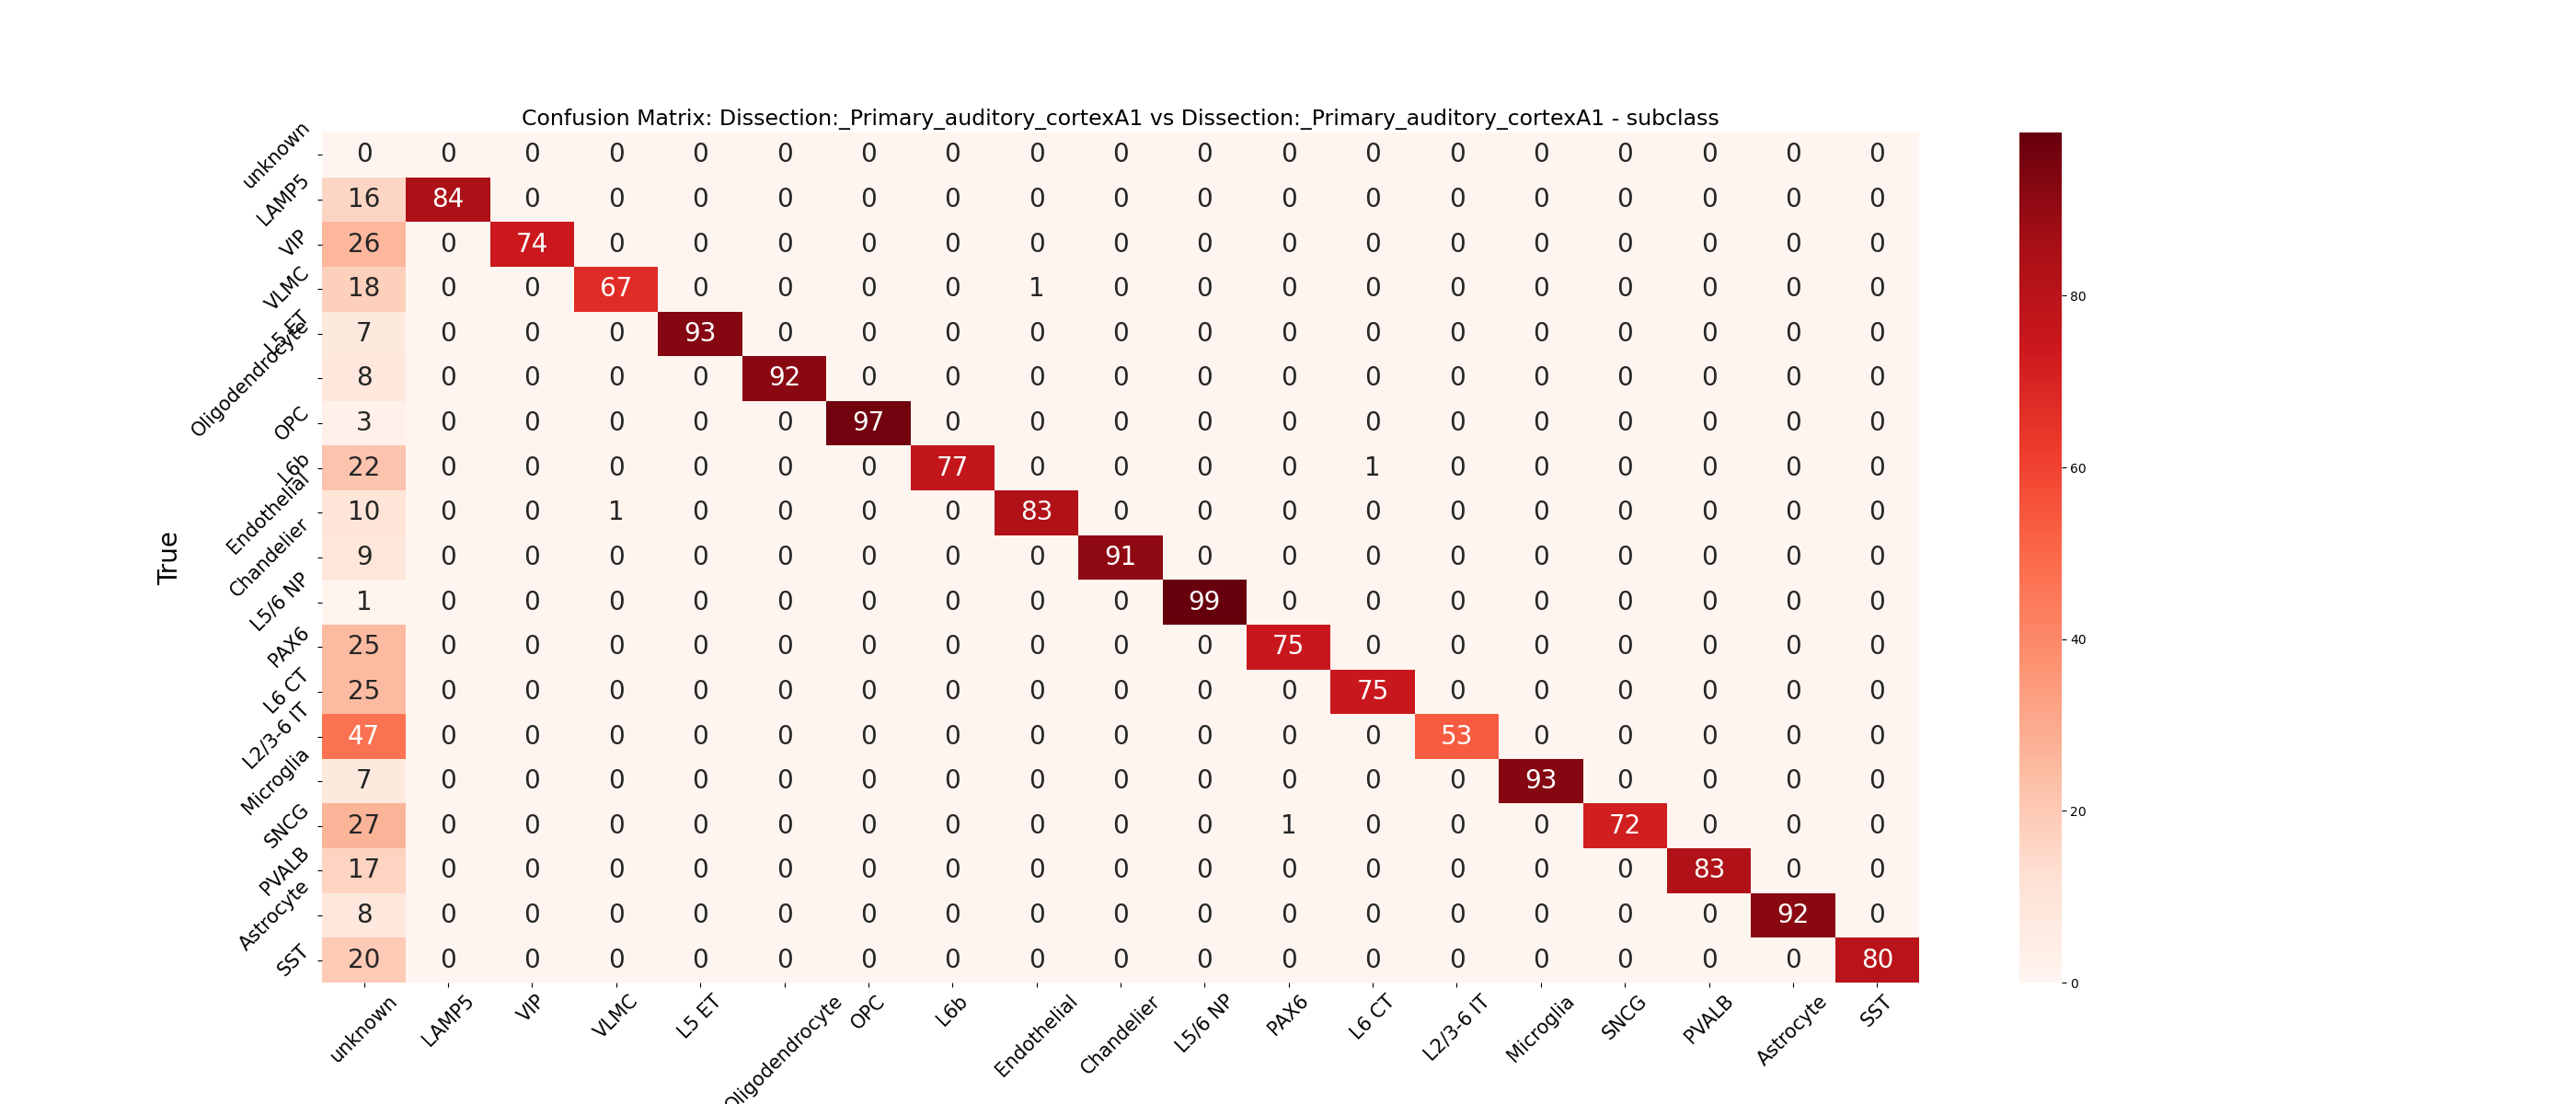 Confusion Matrix: Dissection:_Primary_auditory_cortexA1 vs Dissection:_Primary_auditory_cortexA1 - subclass
True
unknown 0 0 0 0 0 0 0 0 0 0 0 0 0 0 0 0 0 0 0
LAMP5 16 84 0 0 0 0 0 0 0 0 0 0 0 0 0 0 0 0 0
VIP 26 0 74 0 0 0 0 0 0 0 0 0 0 0 0 0 0 0 0
VLMC 18 0 0 67 0 0 0 0 1 0 0 0 0 0 0 0 0 0 0
L5 ET 7 0 0 0 93 0 0 0 0 0 0 0 0 0 0 0 0 0 0
Oligodendrocyte 8 0 0 0 0 92 0 0 0 0 0 0 0 0 0 0 0 0 0
OPC 3 0 0 0 0 0 97 0 0 0 0 0 0 0 0 0 0 0 0
L6b 22 0 0 0 0 0 0 77 0 0 0 0 1 0 0 0 0 0 0
Endothelial 10 0 0 1 0 0 0 0 83 0 0 0 0 0 0 0 0 0 0
Chandelier 9 0 0 0 0 0 0 0 0 91 0 0 0 0 0 0 0 0 0
L5/6 NP 1 0 0 0 0 0 0 0 0 0 99 0 0 0 0 0 0 0 0
PAX6 25 0 0 0 0 0 0 0 0 0 0 75 0 0 0 0 0 0 0
L6 CT 25 0 0 0 0 0 0 0 0 0 0 0 75 0 0 0 0 0 0
L2/3-6 IT 47 0 0 0 0 0 0 0 0 0 0 0 0 53 0 0 0 0 0
Microglia 7 0 0 0 0 0 0 0 0 0 0 0 0 0 93 0 0 0 0
SNCG 27 0 0 0 0 0 0 0 0 0 0 1 0 0 0 72 0 0 0
PVALB 17 0 0 0 0 0 0 0 0 0 0 0 0 0 0 0 83 0 0
Astrocyte 8 0 0 0 0 0 0 0 0 0 0 0 0 0 0 0 0 92 0
SST 20 0 0 0 0 0 0 0 0 0 0 0 0 0 0 0 0 0 80
unknown LAMP5 VIP VLMC L5 ET Oligodendrocyte OPC L6b Endothelial Chandelier L5/6 NP PAX6 L6 CT L2/3-6 IT Microglia SNCG PVALB Astrocyte SST
80
60
40
20
0